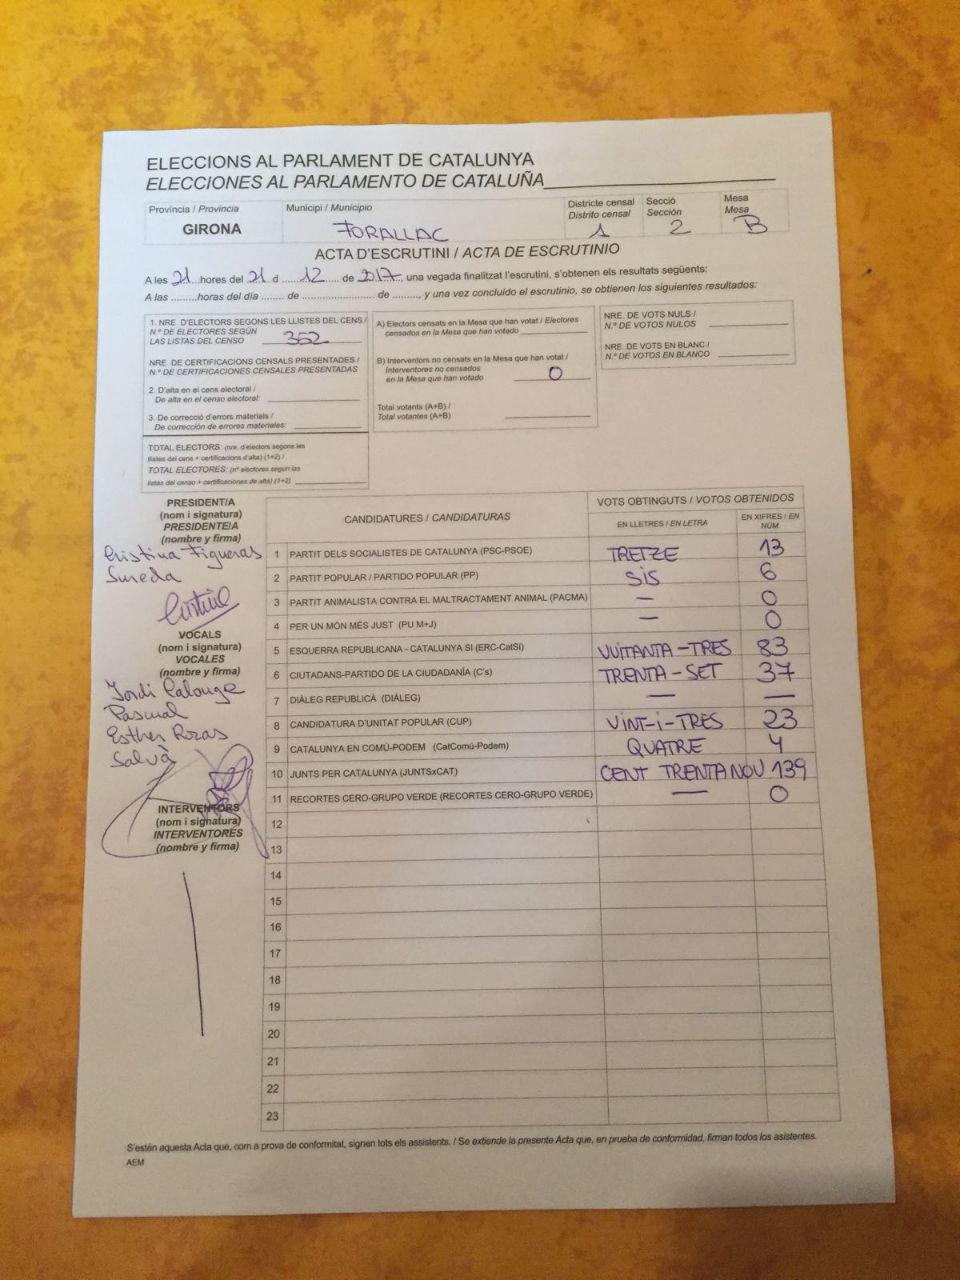 ELECCIONS AL PARLAMENT DE CATALUNYA
ELECCIONES AL PARLAMENTO DE CATALUÑA
Província / Provincia Municipi / Municipio Districte censal Secció Mesa
Distrito censal Sección Mesa
GIRONA FORALLAC 1 2 B
ACTA D'ESCRUTINI / ACTA DE ESCRUTINIO
A les 21 hores del 21 d 12 de 2017, una vegada finalitzat l'escrutini, s'obtenen els resultats següents:
A las .........horas del día ....... de ........................ de ........, y una vez concluido el escrutinio, se obtienen los siguientes resultados:
1. NRE. D'ELECTORS SEGONS LES LLISTES DEL CENS /
N.º DE ELECTORES SEGÚN
LAS LISTAS DEL CENSO 352
NRE. DE CERTIFICACIONS CENSALS PRESENTADES /
N.º DE CERTIFICACIONES CENSALES PRESENTADAS
2. D'alta en el cens electoral /
De alta en el censo electoral:
3. De correcció d'errors materials /
De corrección de errores materiales:
TOTAL ELECTORS: (nre. d'electors segons les
llistes del cens + certificacions d'alta) (1+2) /
TOTAL ELECTORES: (nº electores según las
listas del censo + certificaciones de alta) (1+2)
A) Electors censats en la Mesa que han votat / Electores
censados en la Mesa que han votado
B) Interventors no censats en la Mesa que han votat /
Interventores no censados
en la Mesa que han votado 0
Total votants (A+B) /
Total votantes (A+B)
NRE. DE VOTS NULS /
N.º DE VOTOS NULOS
NRE. DE VOTS EN BLANC /
N.º DE VOTOS EN BLANCO
PRESIDENT/A
(nom i signatura)
PRESIDENTE/A
(nombre y firma)
Cristina Figueras
Sureda
VOCALS
(nom i signatura)
VOCALES
(nombre y firma)
Jordi Calonge
Pascual
Esther Rozas
Salvà
INTERVENTORS
(nom i signatura)
INTERVENTORES
(nombre y firma)
CANDIDATURES / CANDIDATURAS VOTS OBTINGUTS / VOTOS OBTENIDOS
EN LLETRES / EN LETRA EN XIFRES / EN NÚM
1 PARTIT DELS SOCIALISTES DE CATALUNYA (PSC-PSOE) TRETZE 13
2 PARTIT POPULAR / PARTIDO POPULAR (PP) SIS 6
3 PARTIT ANIMALISTA CONTRA EL MALTRACTAMENT ANIMAL (PACMA) — 0
4 PER UN MÓN MÉS JUST (PU M+J) — 0
5 ESQUERRA REPUBLICANA - CATALUNYA SI (ERC-CatSI) VUITANTA-TRES 83
6 CIUTADANS-PARTIDO DE LA CIUDADANÍA (C's) TRENTA-SET 37
7 DIÀLEG REPUBLICÀ (DIÀLEG) — —
8 CANDIDATURA D'UNITAT POPULAR (CUP) VINT-I-TRES 23
9 CATALUNYA EN COMÚ-PODEM (CatComú-Podem) QUATRE 4
10 JUNTS PER CATALUNYA (JUNTSxCAT) CENT TRENTA NOU 139
11 RECORTES CERO-GRUPO VERDE (RECORTES CERO-GRUPO VERDE) — 0
12
13
14
15
16
17
18
19
20
21
22
23
S'estén aquesta Acta que, com a prova de conformitat, signen tots els assistents. / Se extiende la presente Acta que, en prueba de conformidad, firman todos los asistentes.
AEM